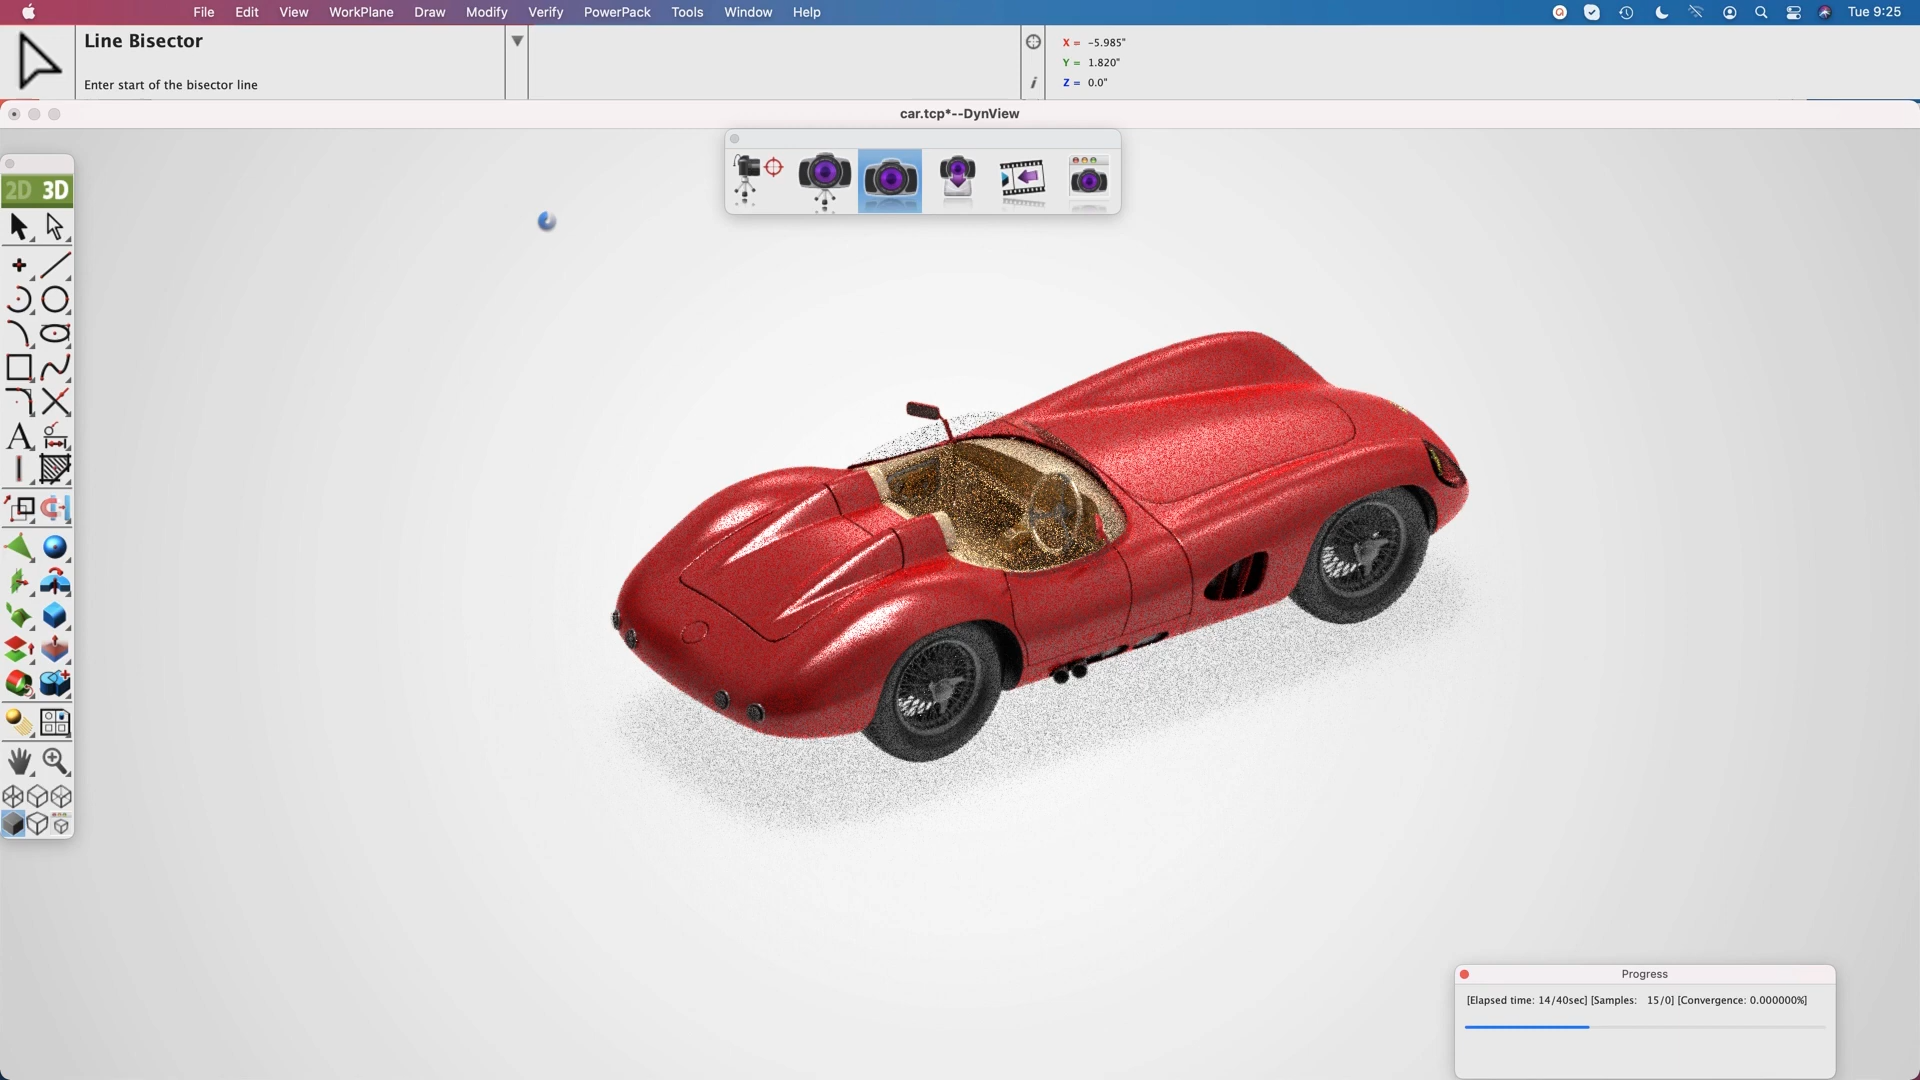 File Edit View WorkPlane Draw Modify Verify PowerPack Tools Window Help Tue 9:25
Line Bisector
Enter start of the bisector line
X = -5.985"
Y = 1.820"
Z = 0.0"
car.tcp*--DynView
2D 3D
A
Progress
[Elapsed time: 14/40sec] [Samples: 15/0] [Convergence: 0.000000%]